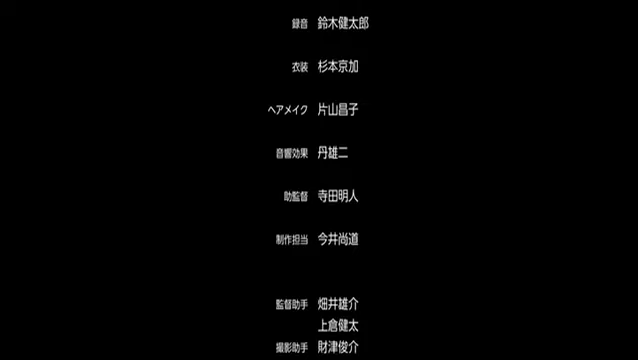 録音 鈴木健太郎
衣装 杉本京加
ヘアメイク 片山昌子
音響効果 丹雄二
助監督 寺田明人
制作担当 今井尚道
監督助手 畑井雄介
上倉健太
撮影助手 財津俊介